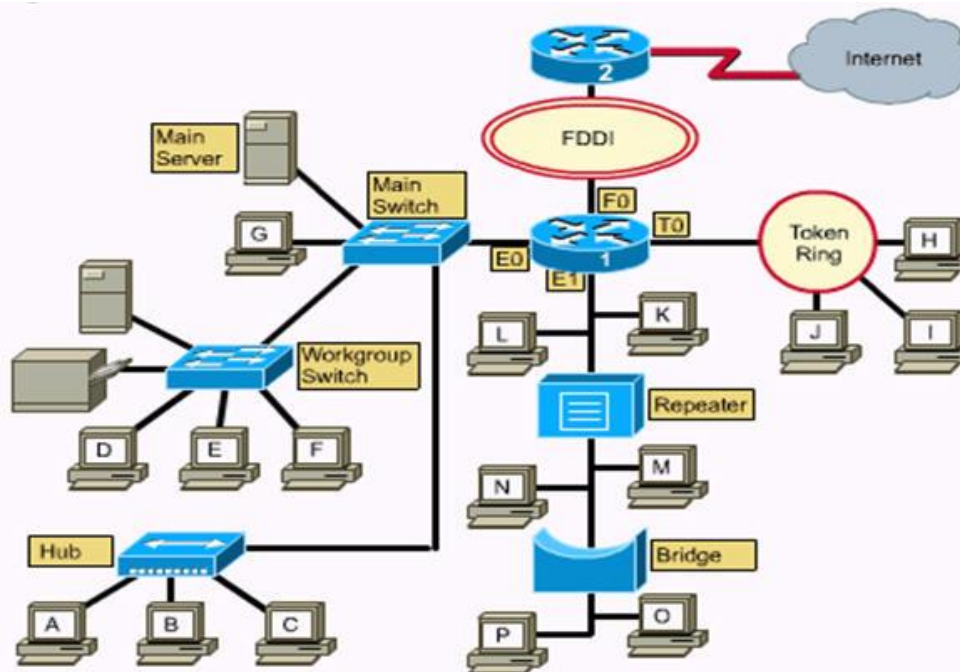 2
Internet
FDDI
Main
Server
Main
Switch
F0
T0
G
E0
1
E1
Token
Ring
H
L
K
J
I
Workgroup
Switch
Repeater
D
E
F
N
M
Hub
Bridge
A
B
C
P
O